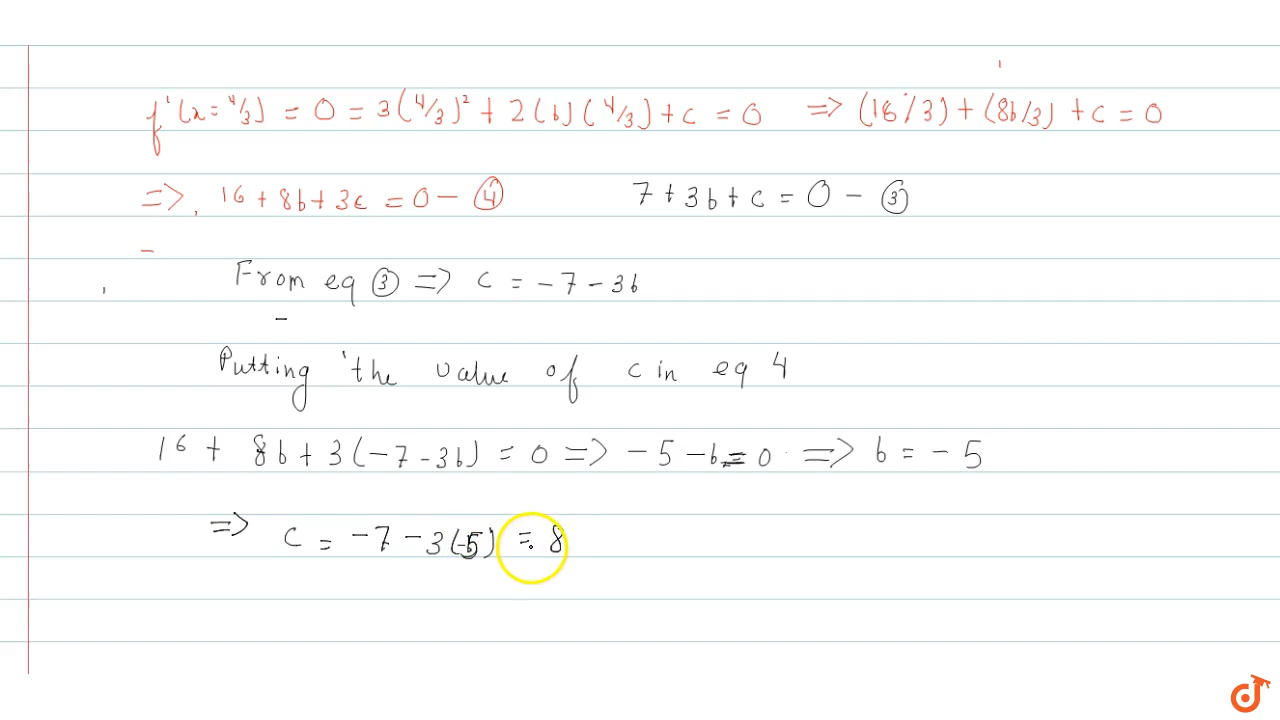 f'(x=4/3) = 0 = 3(4/3)² + 2(b)(4/3) + c = 0 => (16/3) + (8b/3) + c = 0
=> 16 + 8b + 3c = 0 - ④ 7 + 3b + c = 0 - ③
From eq ③ => c = -7 - 3b
Putting the value of c in eq 4
16 + 8b + 3(-7-3b) = 0 => -5 -b = 0 => b = -5
=> c = -7 - 3(-5) = 8